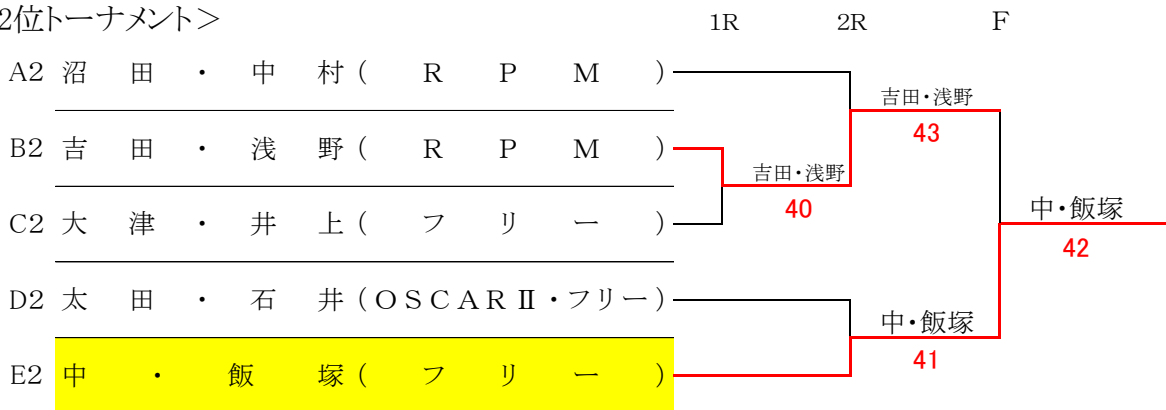 2位トーナメント＞
1R 2R F
A2 沼田・中村(RPM)
吉田・浅野
43
B2 吉田・浅野(RPM)
吉田・浅野
40
C2 大津・井上(フリー)
中・飯塚
42
D2 太田・石井(OSCARⅡ・フリー)
中・飯塚
41
E2 中・飯塚(フリー)